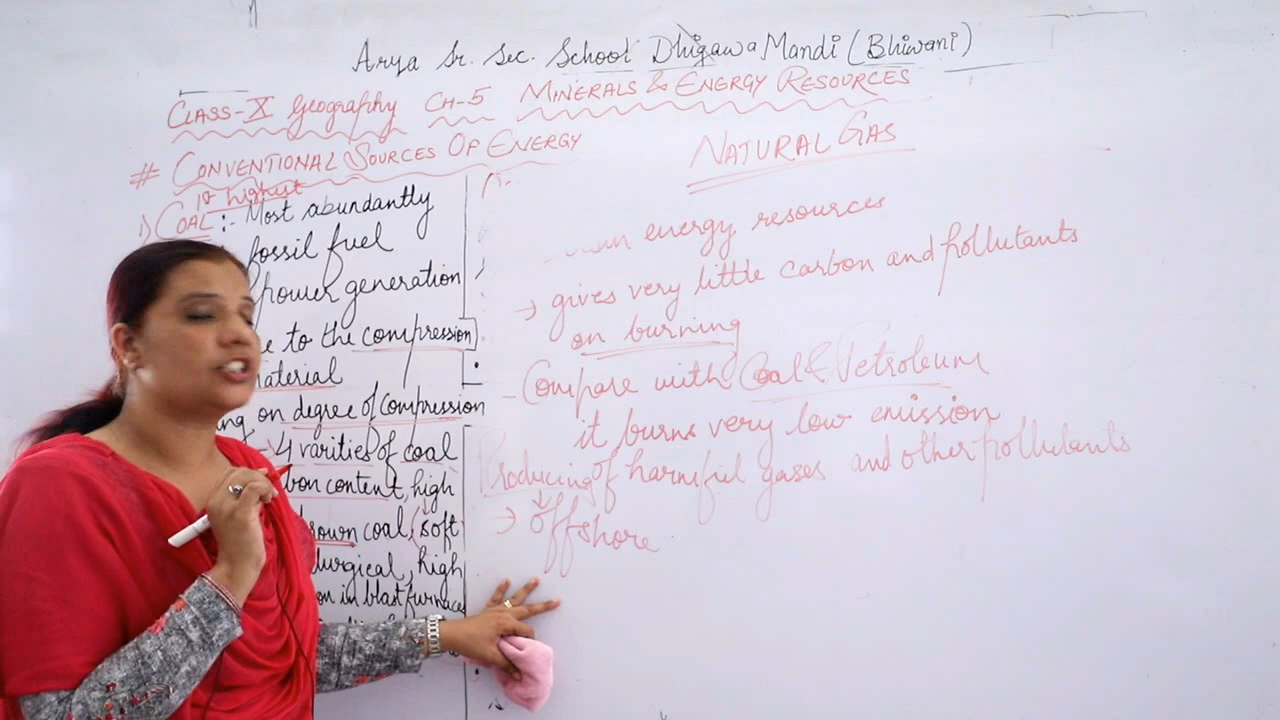 Arya Sr. Sec. School Dhigawa Mandi (Bhiwani)
CLASS-X Geography CH-5 MINERALS & ENERGY RESOURCES
# CONVENTIONAL SOURCES OF ENERGY
highest
1) COAL :- Most abundantly
fossil fuel
power generation
to the compression
material
on degree of compression
4 varities of coal
content, high
coal, (soft
high
in blast furnace
NATURAL GAS
energy resources
→ gives very little carbon and pollutants
on burning
- Compare with Coal & Petroleum
it burns very low emission
Producing of harmful gases and other pollutants
→ offshore